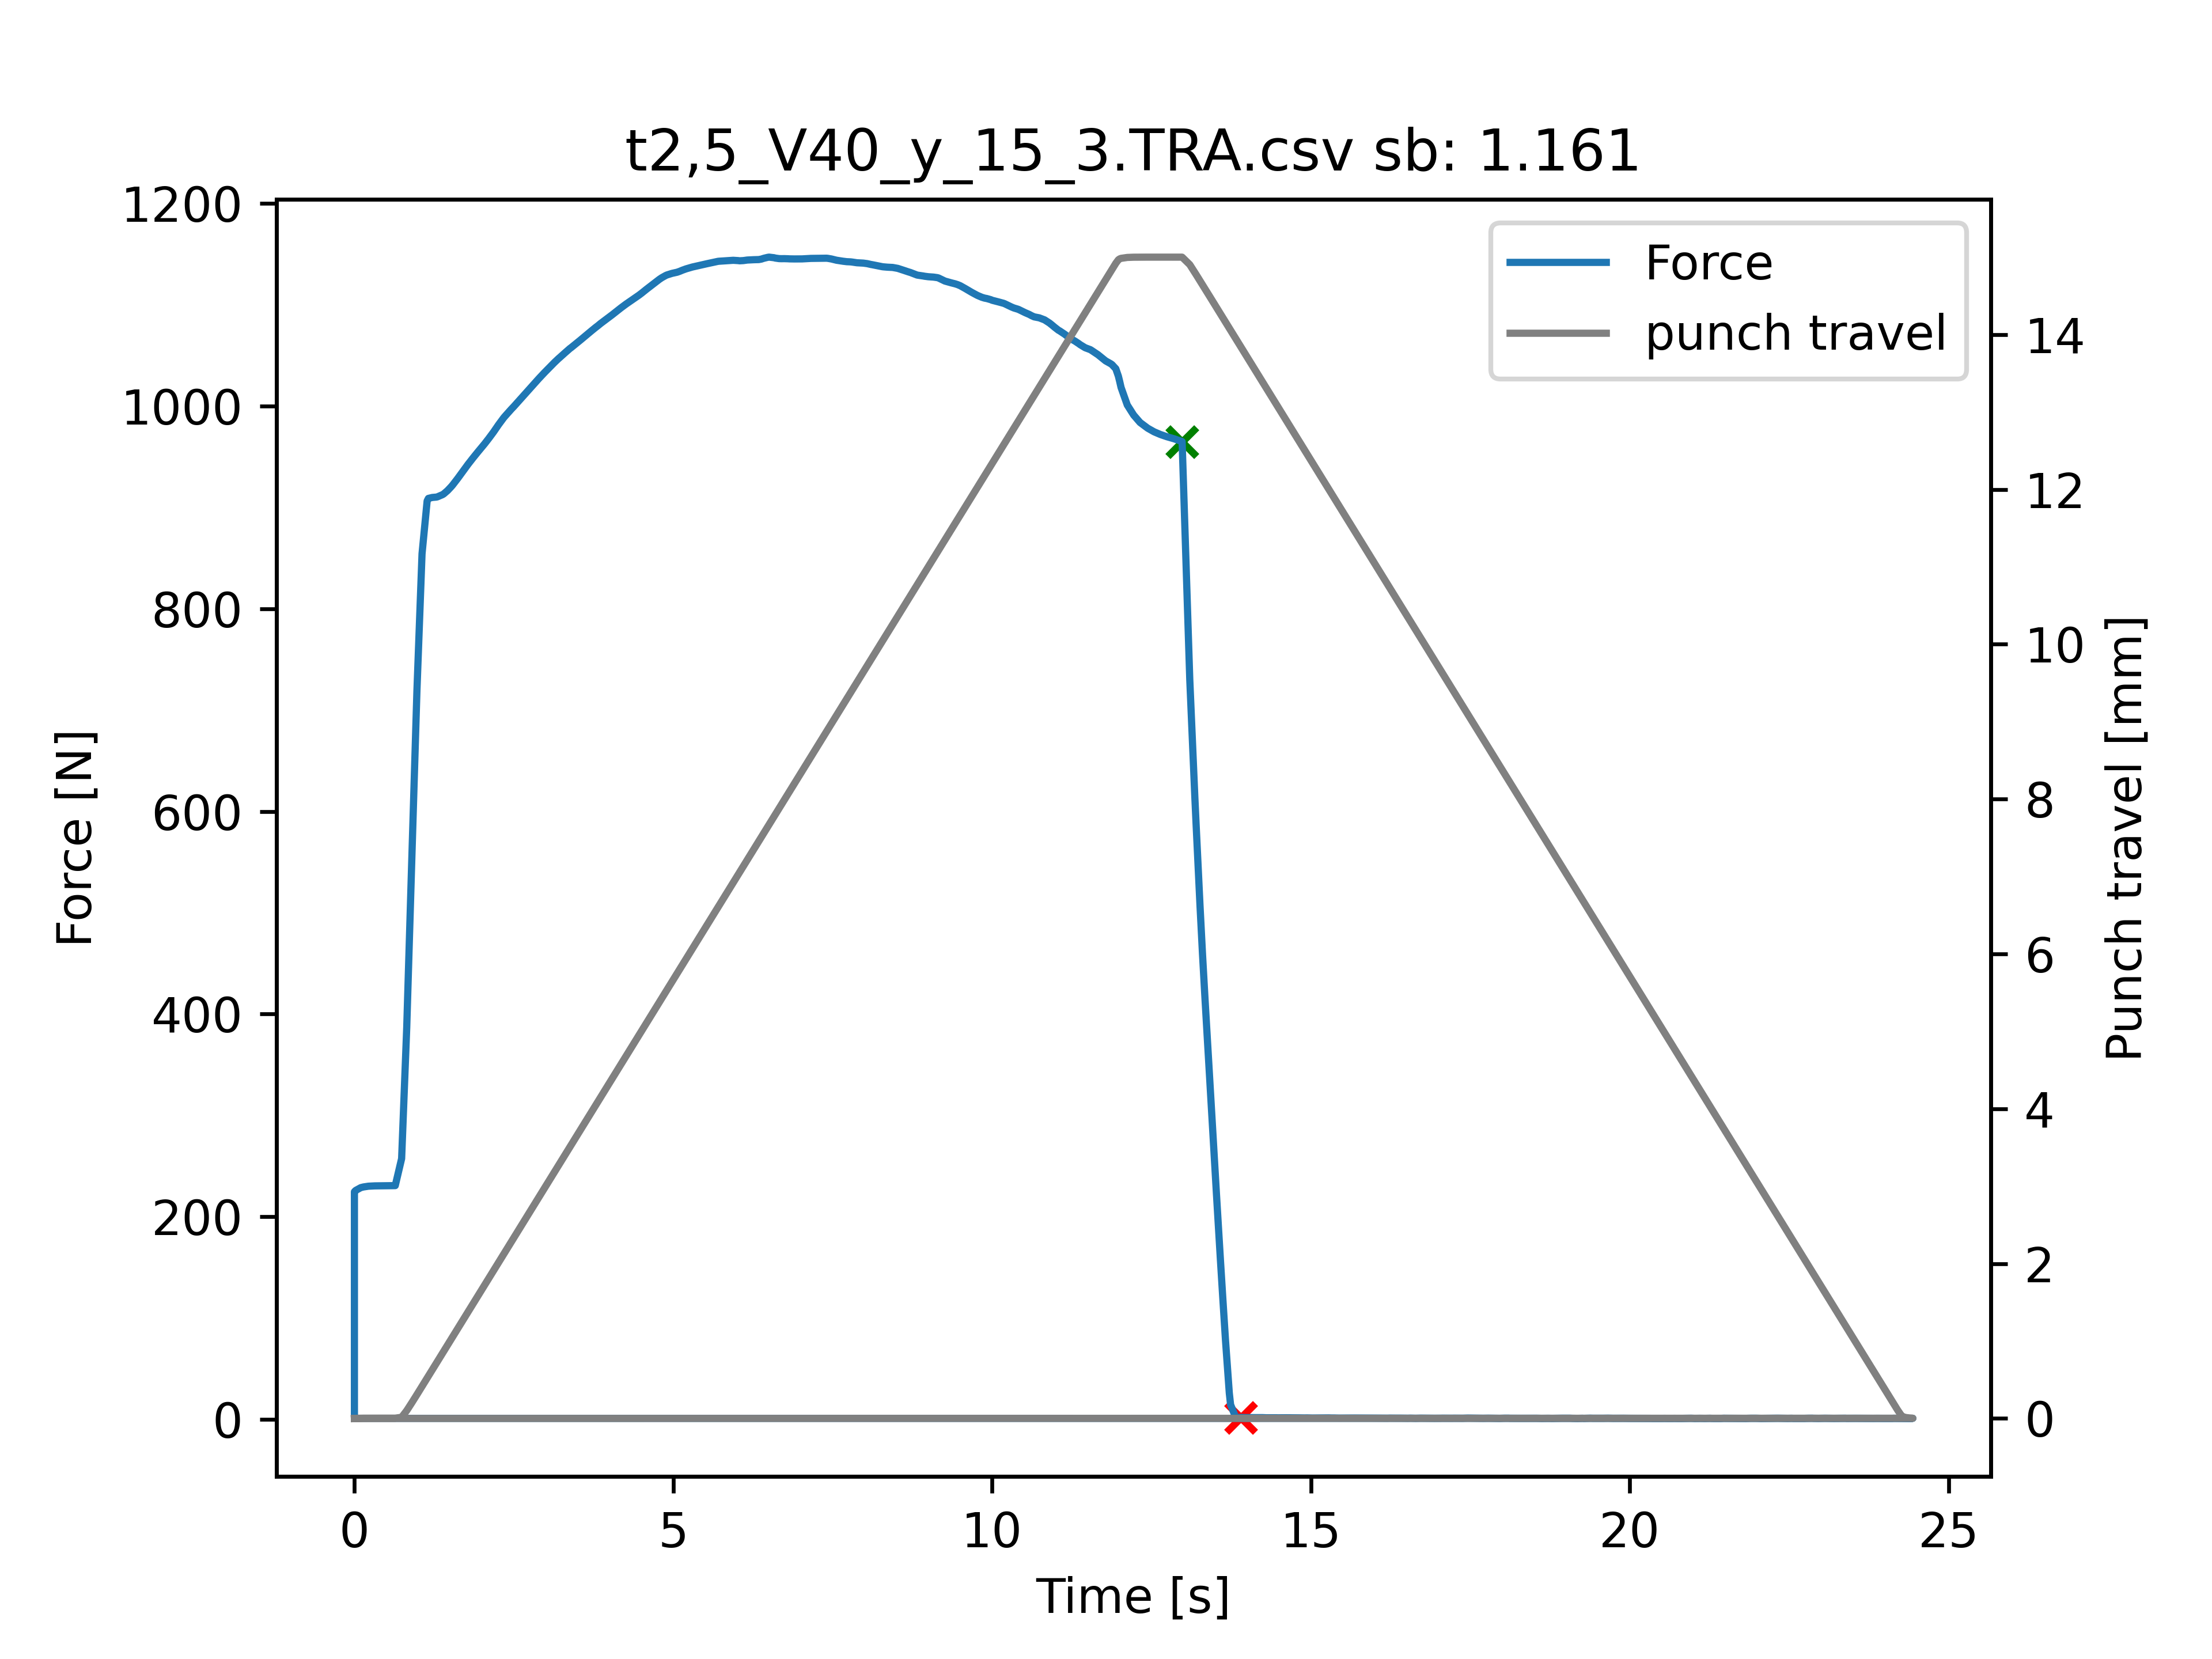 t2,5_V40_y_15_3.TRA.csv sb: 1.161
Force
punch travel
1200
1000
800
600
400
200
0
Force [N]
14
12
10
8
6
4
2
0
Punch travel [mm]
0 5 10 15 20 25
Time [s]